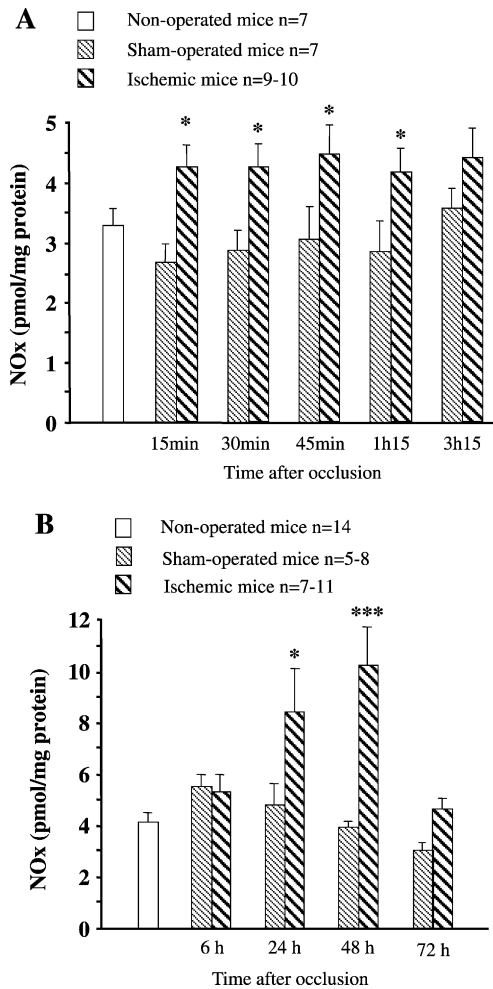 A
Non-operated mice n=7
Sham-operated mice n=7
Ischemic mice n=9-10
NOx (pmol/mg protein)
5
4
3
2
1
0
* * * *
15min 30min 45min 1h15 3h15
Time after occlusion
B
Non-operated mice n=14
Sham-operated mice n=5-8
Ischemic mice n=7-11
NOx (pmol/mg protein)
12
10
8
6
4
2
0
* ***
6 h 24 h 48 h 72 h
Time after occlusion